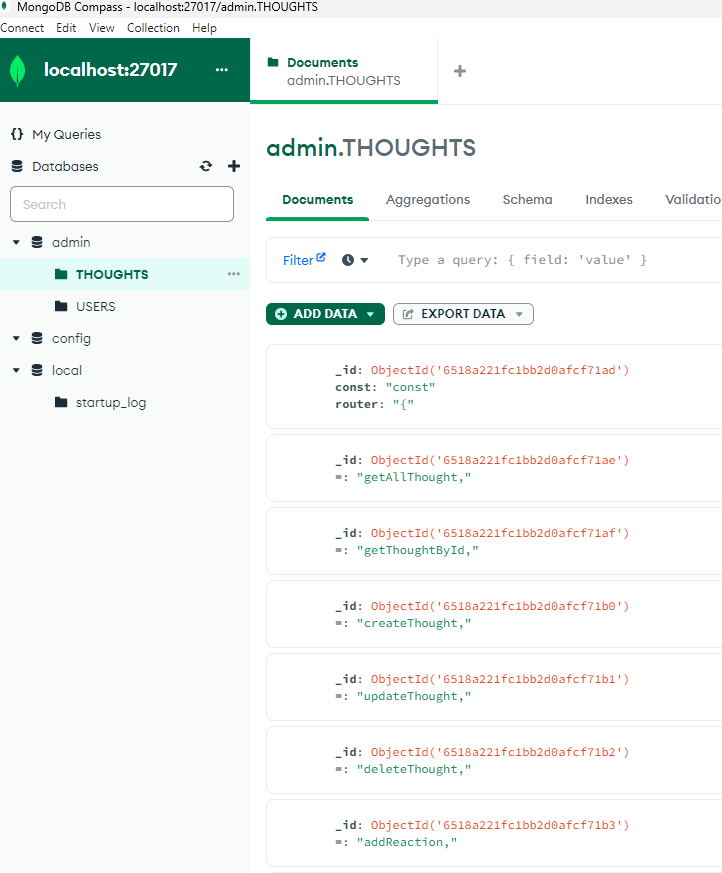 MongoDB Compass - localhost:27017/admin.THOUGHTS
Connect Edit View Collection Help
localhost:27017 ...
Documents
admin.THOUGHTS
{} My Queries
Databases
Search
admin
THOUGHTS ...
USERS
config
local
startup_log
admin.THOUGHTS
Documents Aggregations Schema Indexes Validatio
Filter Type a query: { field: 'value' }
ADD DATA EXPORT DATA
_id: ObjectId('6518a221fc1bb2d0afcf71ad')
const: "const"
router: "{"
_id: ObjectId('6518a221fc1bb2d0afcf71ae')
=: "getAllThought,"
_id: ObjectId('6518a221fc1bb2d0afcf71af')
=: "getThoughtById,"
_id: ObjectId('6518a221fc1bb2d0afcf71b0')
=: "createThought,"
_id: ObjectId('6518a221fc1bb2d0afcf71b1')
=: "updateThought,"
_id: ObjectId('6518a221fc1bb2d0afcf71b2')
=: "deleteThought,"
_id: ObjectId('6518a221fc1bb2d0afcf71b3')
=: "addReaction,"